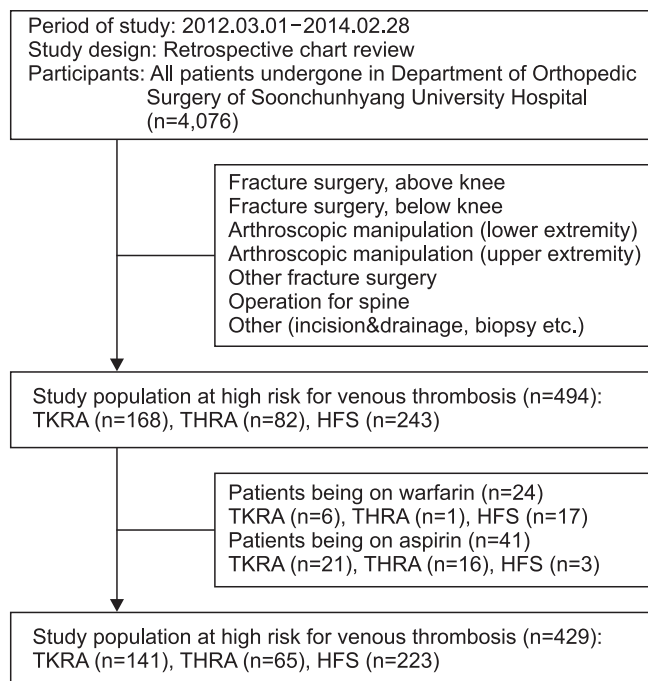 Period of study: 2012.03.01−2014.02.28
Study design: Retrospective chart review
Participants: All patients undergone in Department of Orthopedic
Surgery of Soonchunhyang University Hospital
(n=4,076)
Fracture surgery, above knee
Fracture surgery, below knee
Arthroscopic manipulation (lower extremity)
Arthroscopic manipulation (upper extremity)
Other fracture surgery
Operation for spine
Other (incision&drainage, biopsy etc.)
Study population at high risk for venous thrombosis (n=494):
TKRA (n=168), THRA (n=82), HFS (n=243)
Patients being on warfarin (n=24)
TKRA (n=6), THRA (n=1), HFS (n=17)
Patients being on aspirin (n=41)
TKRA (n=21), THRA (n=16), HFS (n=3)
Study population at high risk for venous thrombosis (n=429):
TKRA (n=141), THRA (n=65), HFS (n=223)